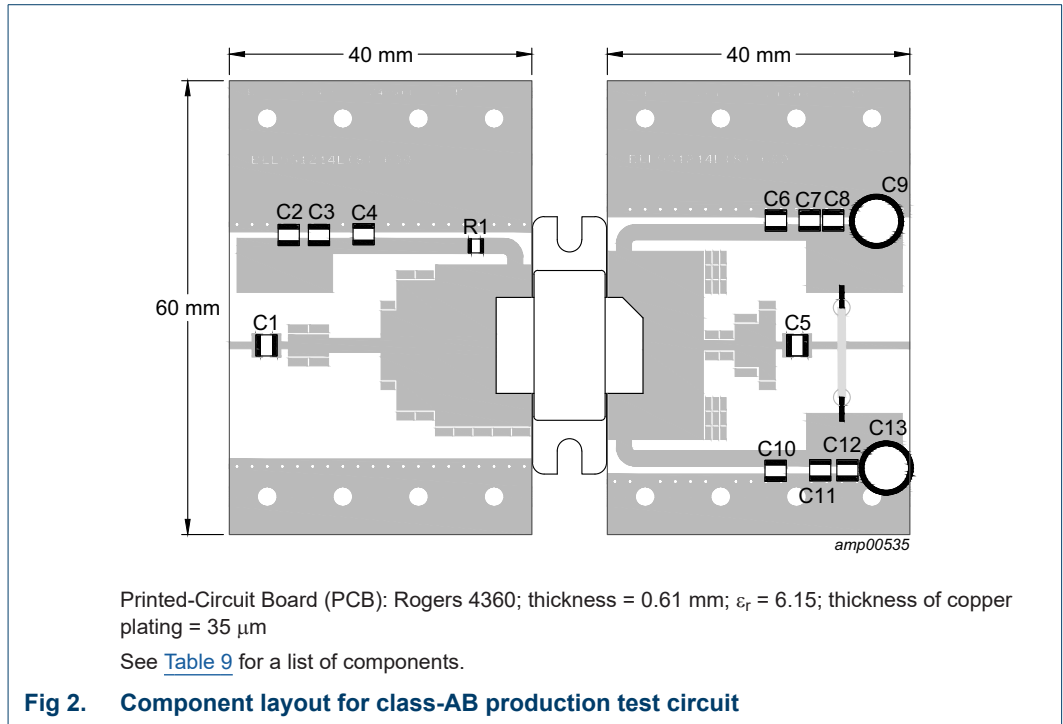 40 mm
40 mm
C9
C2 C3 C4
C6 C7 C8
R1
60 mm
C1
C5
C13
C10 C12
C11
amp00535
Printed-Circuit Board (PCB): Rogers 4360; thickness = 0.61 mm; εr = 6.15; thickness of copper
plating = 35 μm
See Table 9 for a list of components.
Fig 2. Component layout for class-AB production test circuit